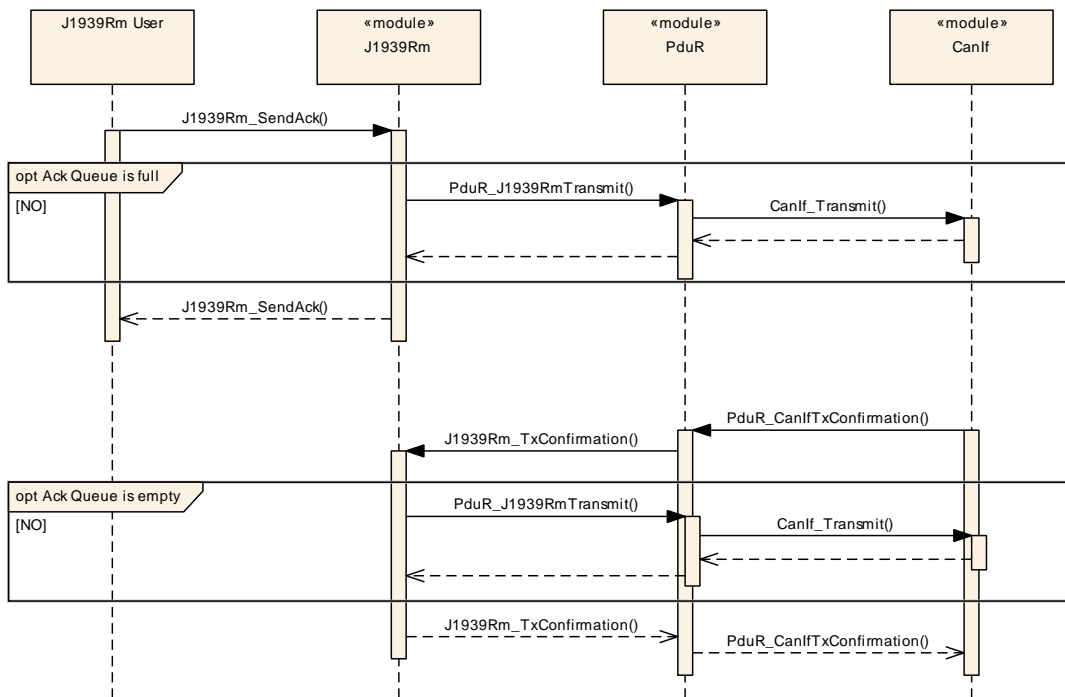 J1939Rm User
«module»
J1939Rm
«module»
PduR
«module»
CanIf
J1939Rm_SendAck()
opt Ack Queue is full
[NO]
PduR_J1939RmTransmit()
CanIf_Transmit()
J1939Rm_SendAck()
PduR_CanIfTxConfirmation()
J1939Rm_TxConfirmation()
opt Ack Queue is empty
[NO]
PduR_J1939RmTransmit()
CanIf_Transmit()
J1939Rm_TxConfirmation()
PduR_CanIfTxConfirmation()